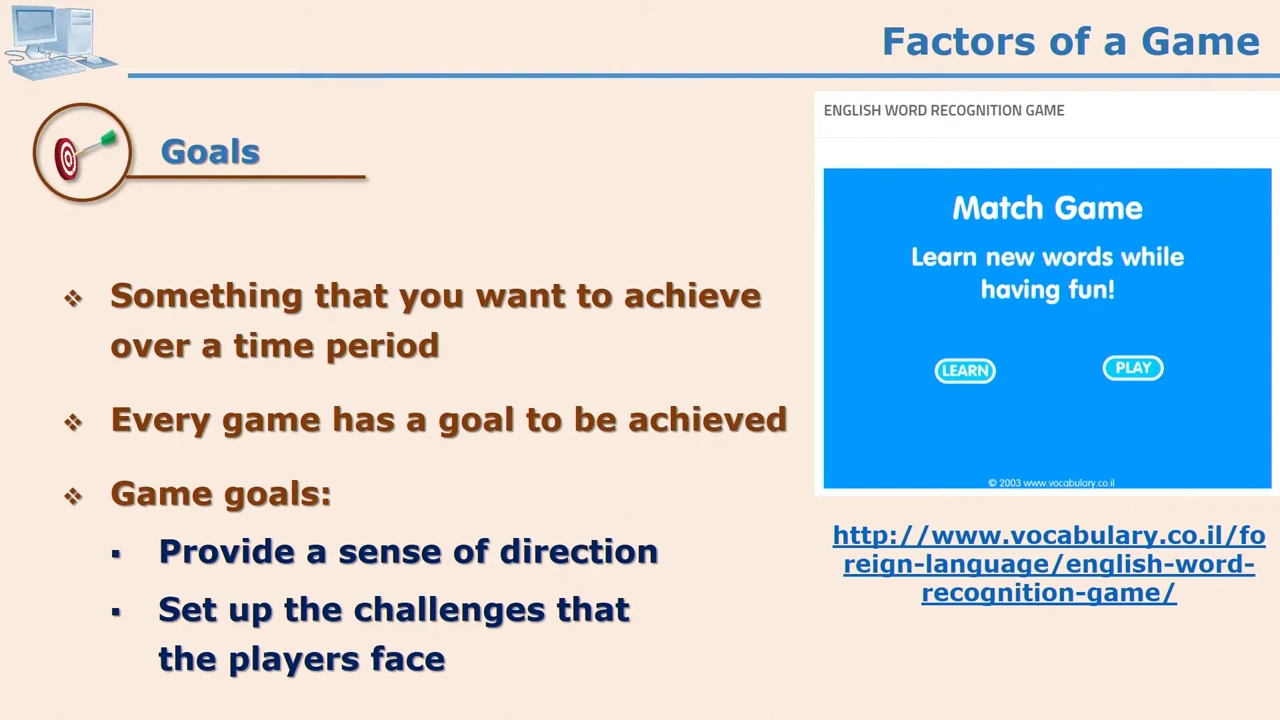 Factors of a Game
Goals
Something that you want to achieve
over a time period
Every game has a goal to be achieved
Game goals:
Provide a sense of direction
Set up the challenges that
the players face
ENGLISH WORD RECOGNITION GAME
Match Game
Learn new words while
having fun!
LEARN
PLAY
© 2003 www.vocabulary.co.il
http://www.vocabulary.co.il/fo
reign-language/english-word-
recognition-game/